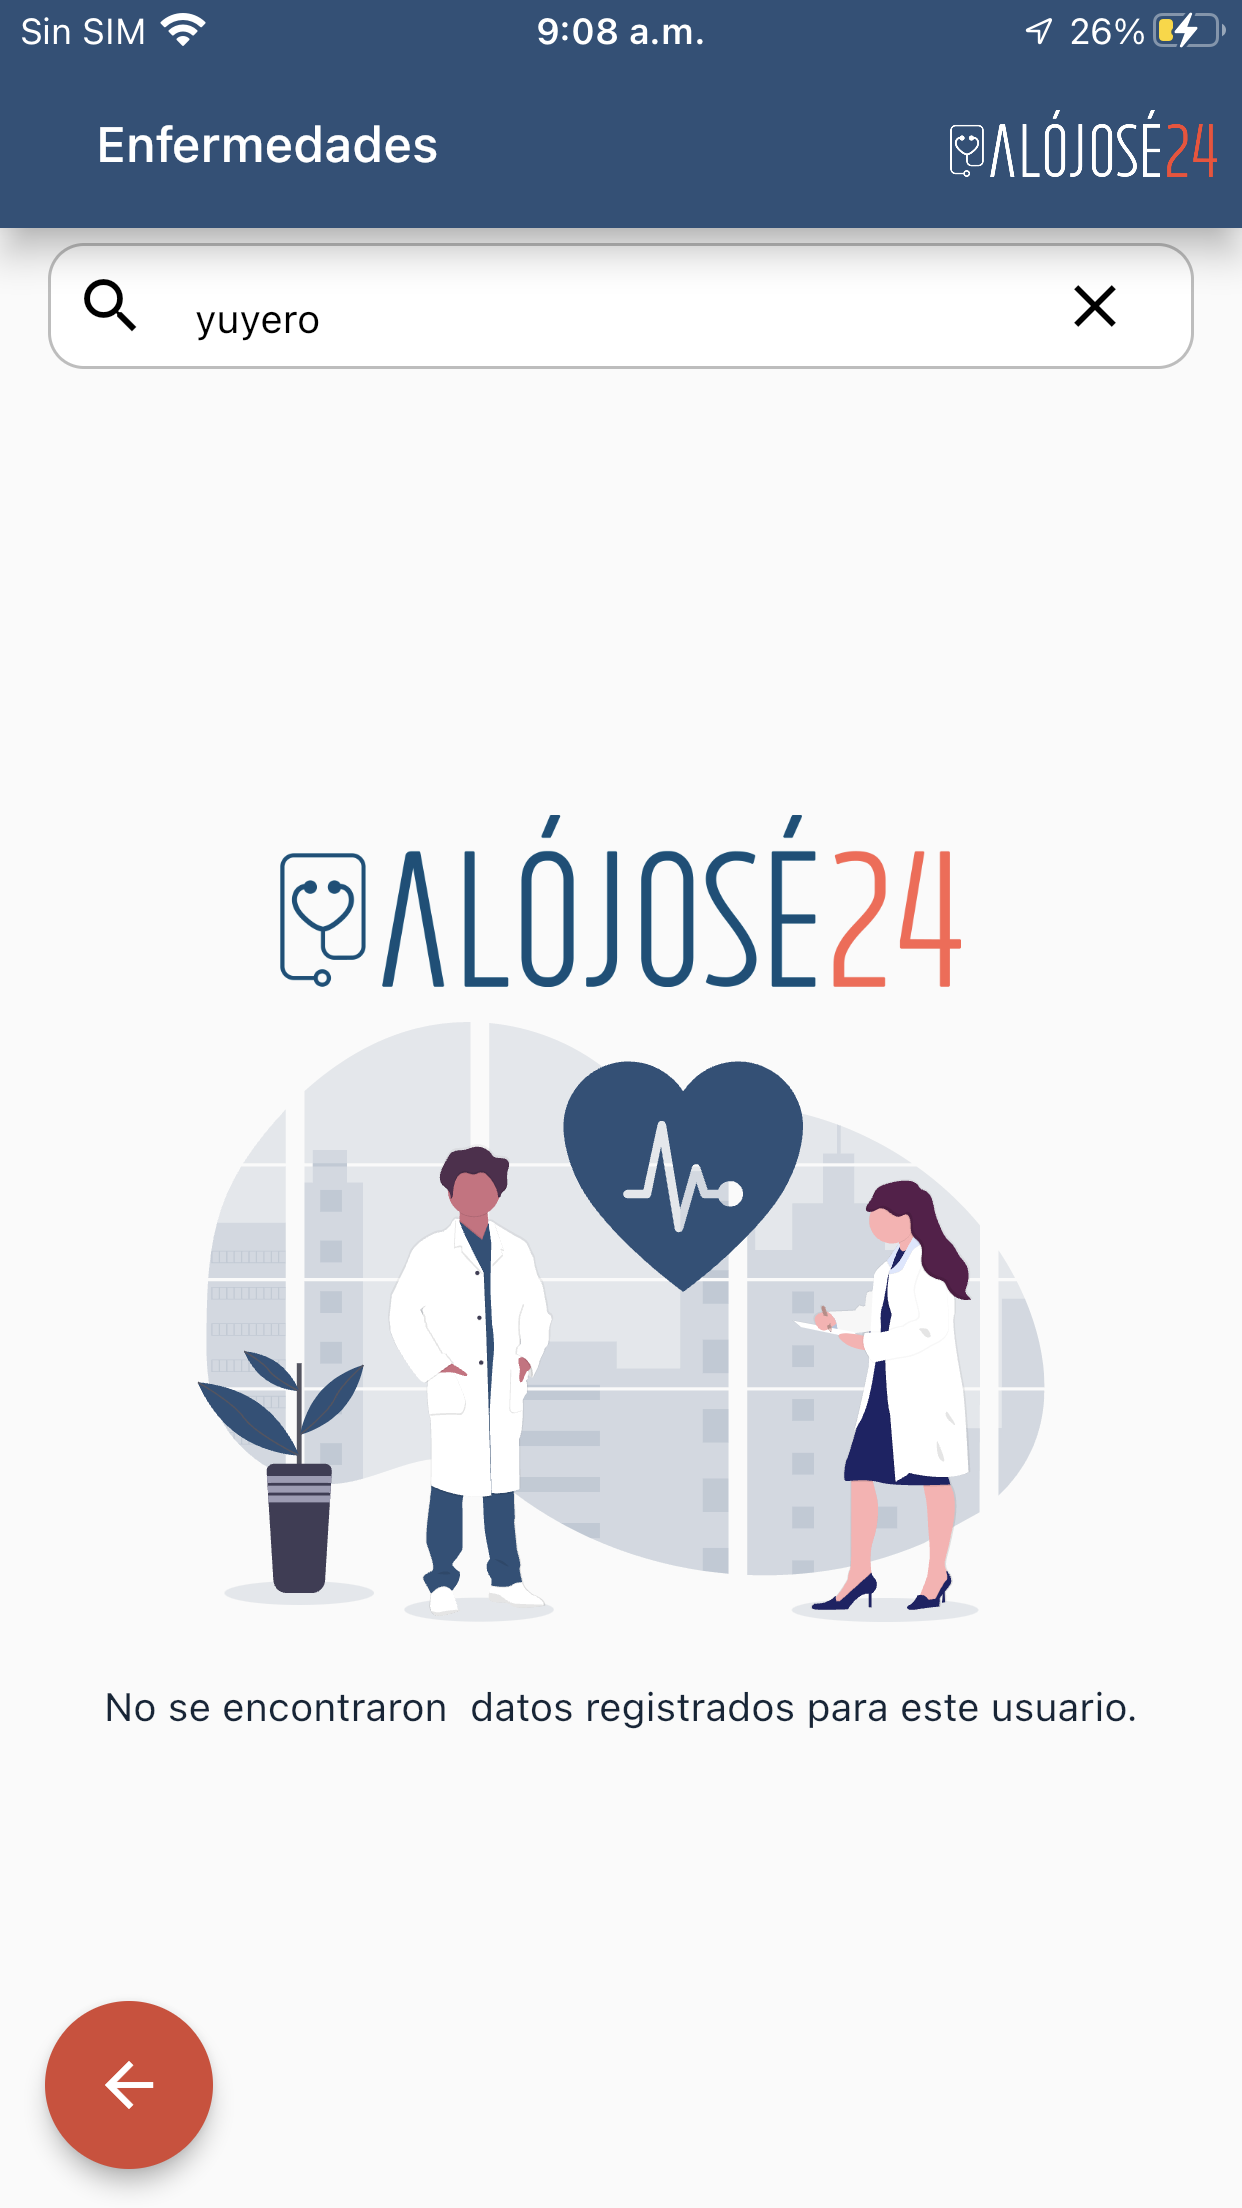 Sin SIM 9:08 a.m. 26%
Enfermedades ALÓJOSÉ24
yuyero
ALÓJOSÉ24
No se encontraron  datos registrados para este usuario.